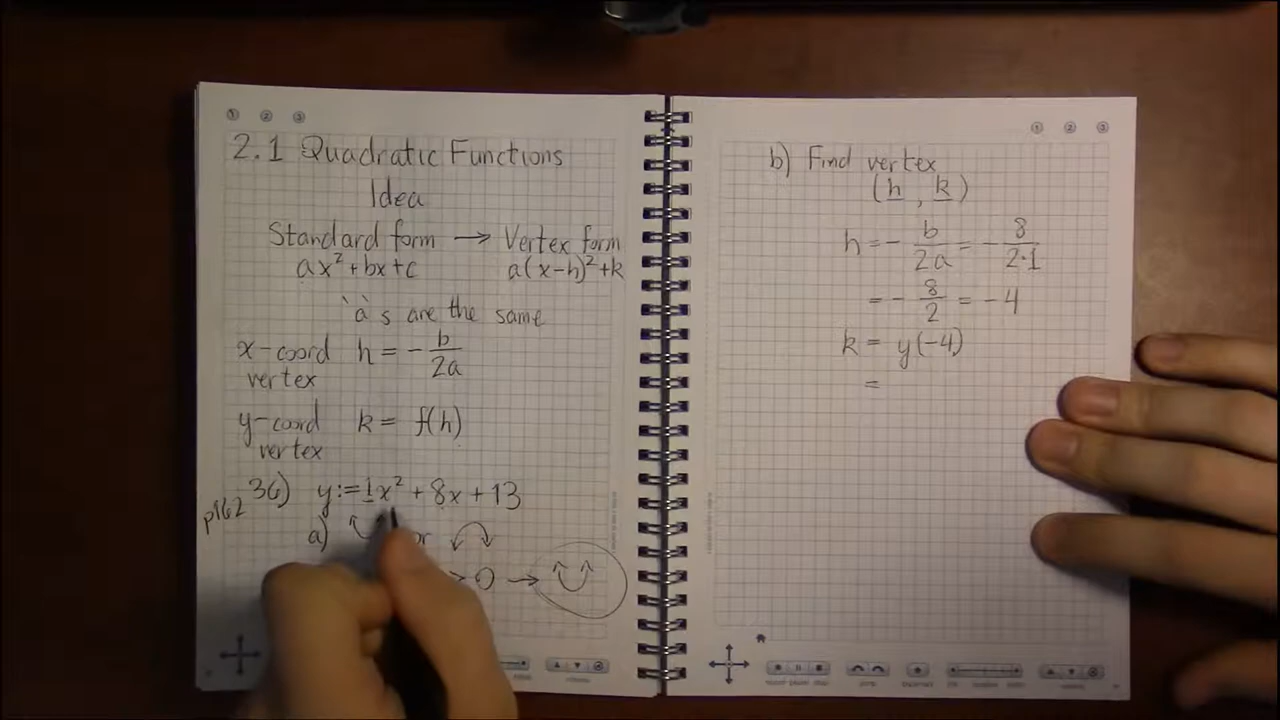 2.1 Quadratic Functions
Idea
Standard form → Vertex form
ax² + bx + c a(x-h)² + k
`a`s are the same
x-coord vertex h = - b/2a
y-coord vertex k = f(h)
p162 36) y := 1x² + 8x + 13
a) or
> 0 →
b) Find vertex
(h , k)
h = - b/2a = - 8/2·1
= - 8/2 = -4
k = y(-4)
=